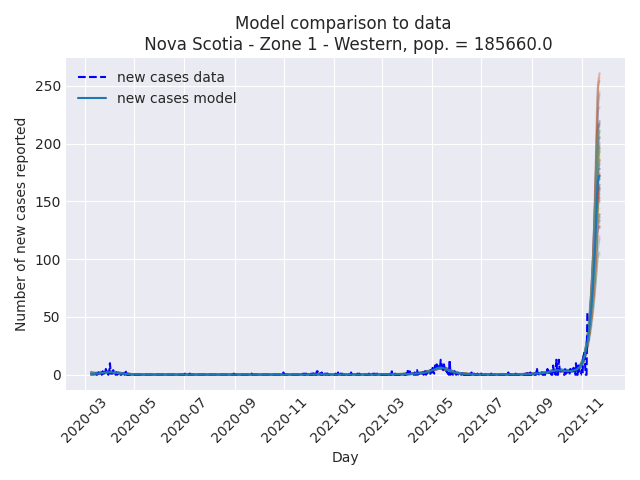 Model comparison to data
Nova Scotia - Zone 1 - Western, pop. = 185660.0
new cases data
new cases model
Number of new cases reported
250
200
150
100
50
0
2020-03
2020-05
2020-07
2020-09
2020-11
2021-01
2021-03
2021-05
2021-07
2021-09
2021-11
Day